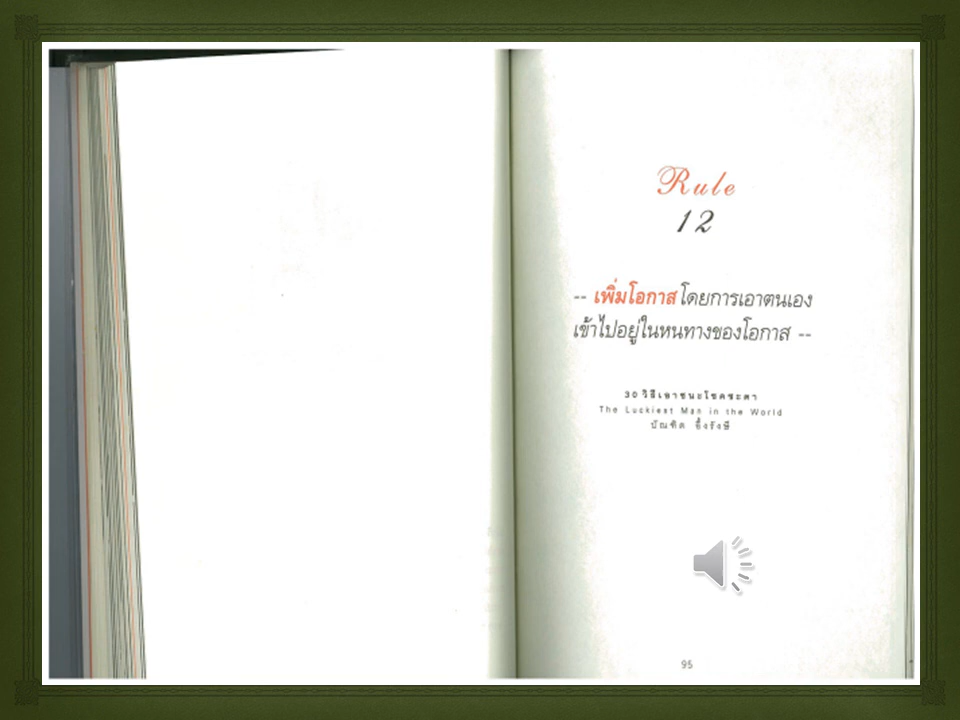 Rule
12
-- เพิ่มโอกาสโดยการเอาตนเอง
เข้าไปอยู่ในหนทางของโอกาส --
30 วิธีเอาชนะโชคชะตา
The Luckiest Man in the World
บัณฑิต อึ้งรังษี
95